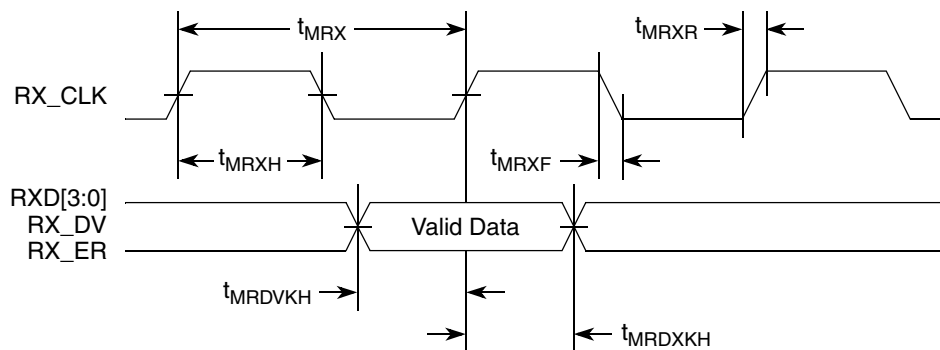 tMRX
tMRXR
RX_CLK
tMRXH
tMRXF
RXD[3:0]
RX_DV
Valid Data
RX_ER
tMRDVKH
tMRDXKH